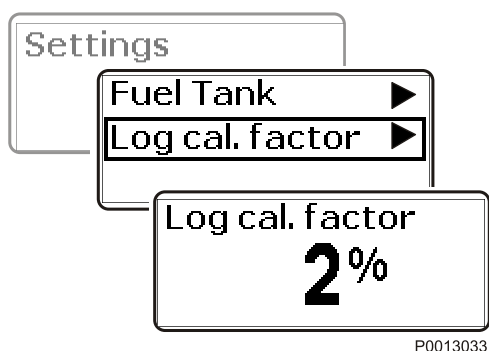 Settings
Fuel Tank
Log cal. factor
Log cal. factor
2%
P0013033